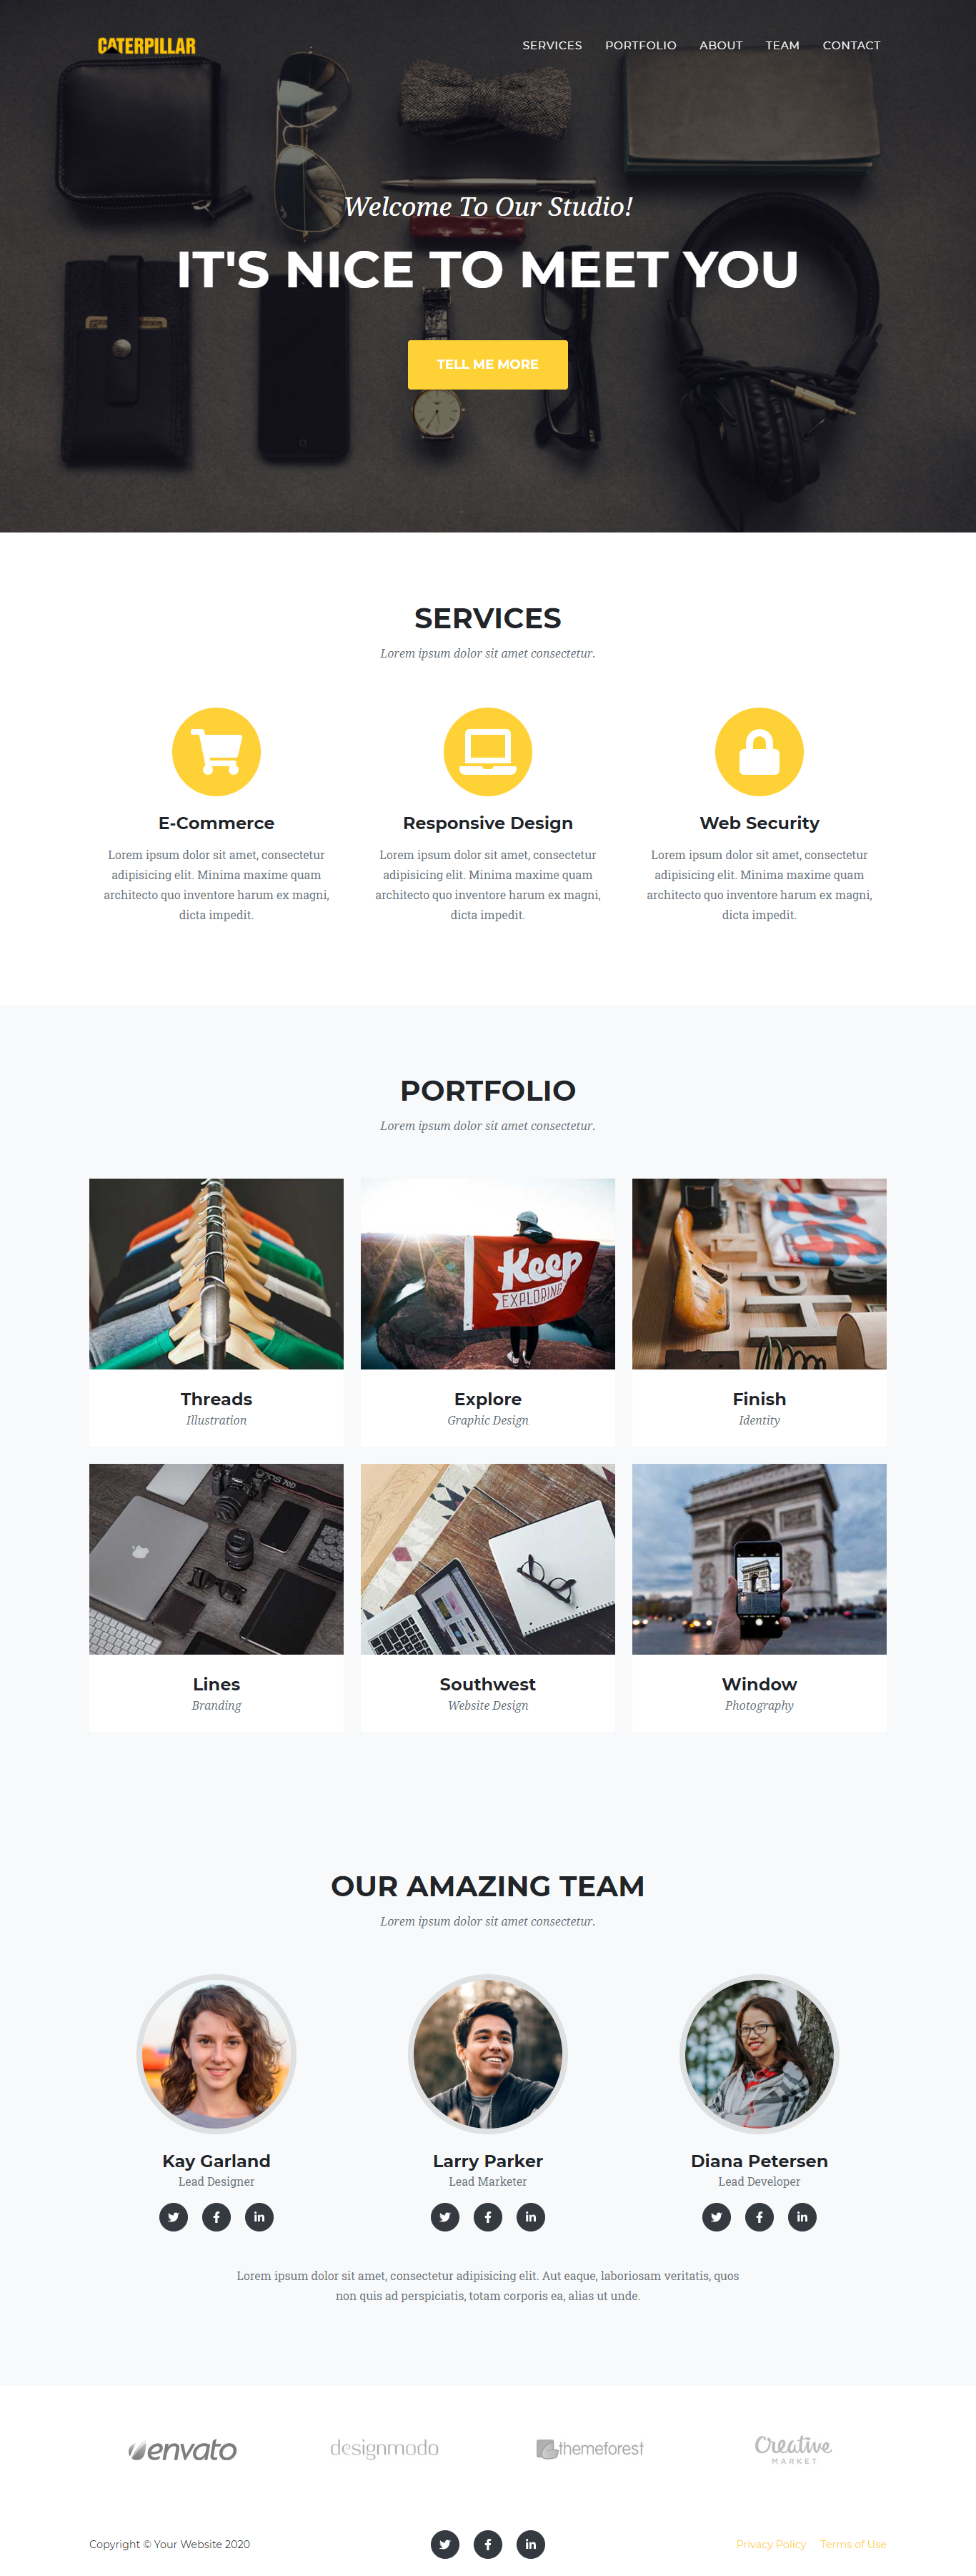 CATERPILLAR
SERVICES PORTFOLIO ABOUT TEAM CONTACT
Welcome To Our Studio!
IT'S NICE TO MEET YOU
TELL ME MORE
SERVICES
Lorem ipsum dolor sit amet consectetur.
E-Commerce
Lorem ipsum dolor sit amet, consectetur
adipisicing elit. Minima maxime quam
architecto quo inventore harum ex magni,
dicta impedit.
Responsive Design
Lorem ipsum dolor sit amet, consectetur
adipisicing elit. Minima maxime quam
architecto quo inventore harum ex magni,
dicta impedit.
Web Security
Lorem ipsum dolor sit amet, consectetur
adipisicing elit. Minima maxime quam
architecto quo inventore harum ex magni,
dicta impedit.
PORTFOLIO
Lorem ipsum dolor sit amet consectetur.
Keep
EXPLORING
Threads
Illustration
Explore
Graphic Design
Finish
Identity
70D
Lines
Branding
Southwest
Website Design
Window
Photography
OUR AMAZING TEAM
Lorem ipsum dolor sit amet consectetur.
Kay Garland
Lead Designer
Larry Parker
Lead Marketer
Diana Petersen
Lead Developer
Lorem ipsum dolor sit amet, consectetur adipisicing elit. Aut eaque, laboriosam veritatis, quos
non quis ad perspiciatis, totam corporis ea, alias ut unde.
envato
designmodo
themeforest
Creative
MARKET
Copyright © Your Website 2020
Privacy Policy Terms of Use